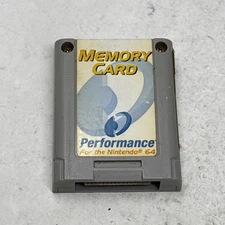 MEMORY
CARD
Performance
For the Nintendo® 64